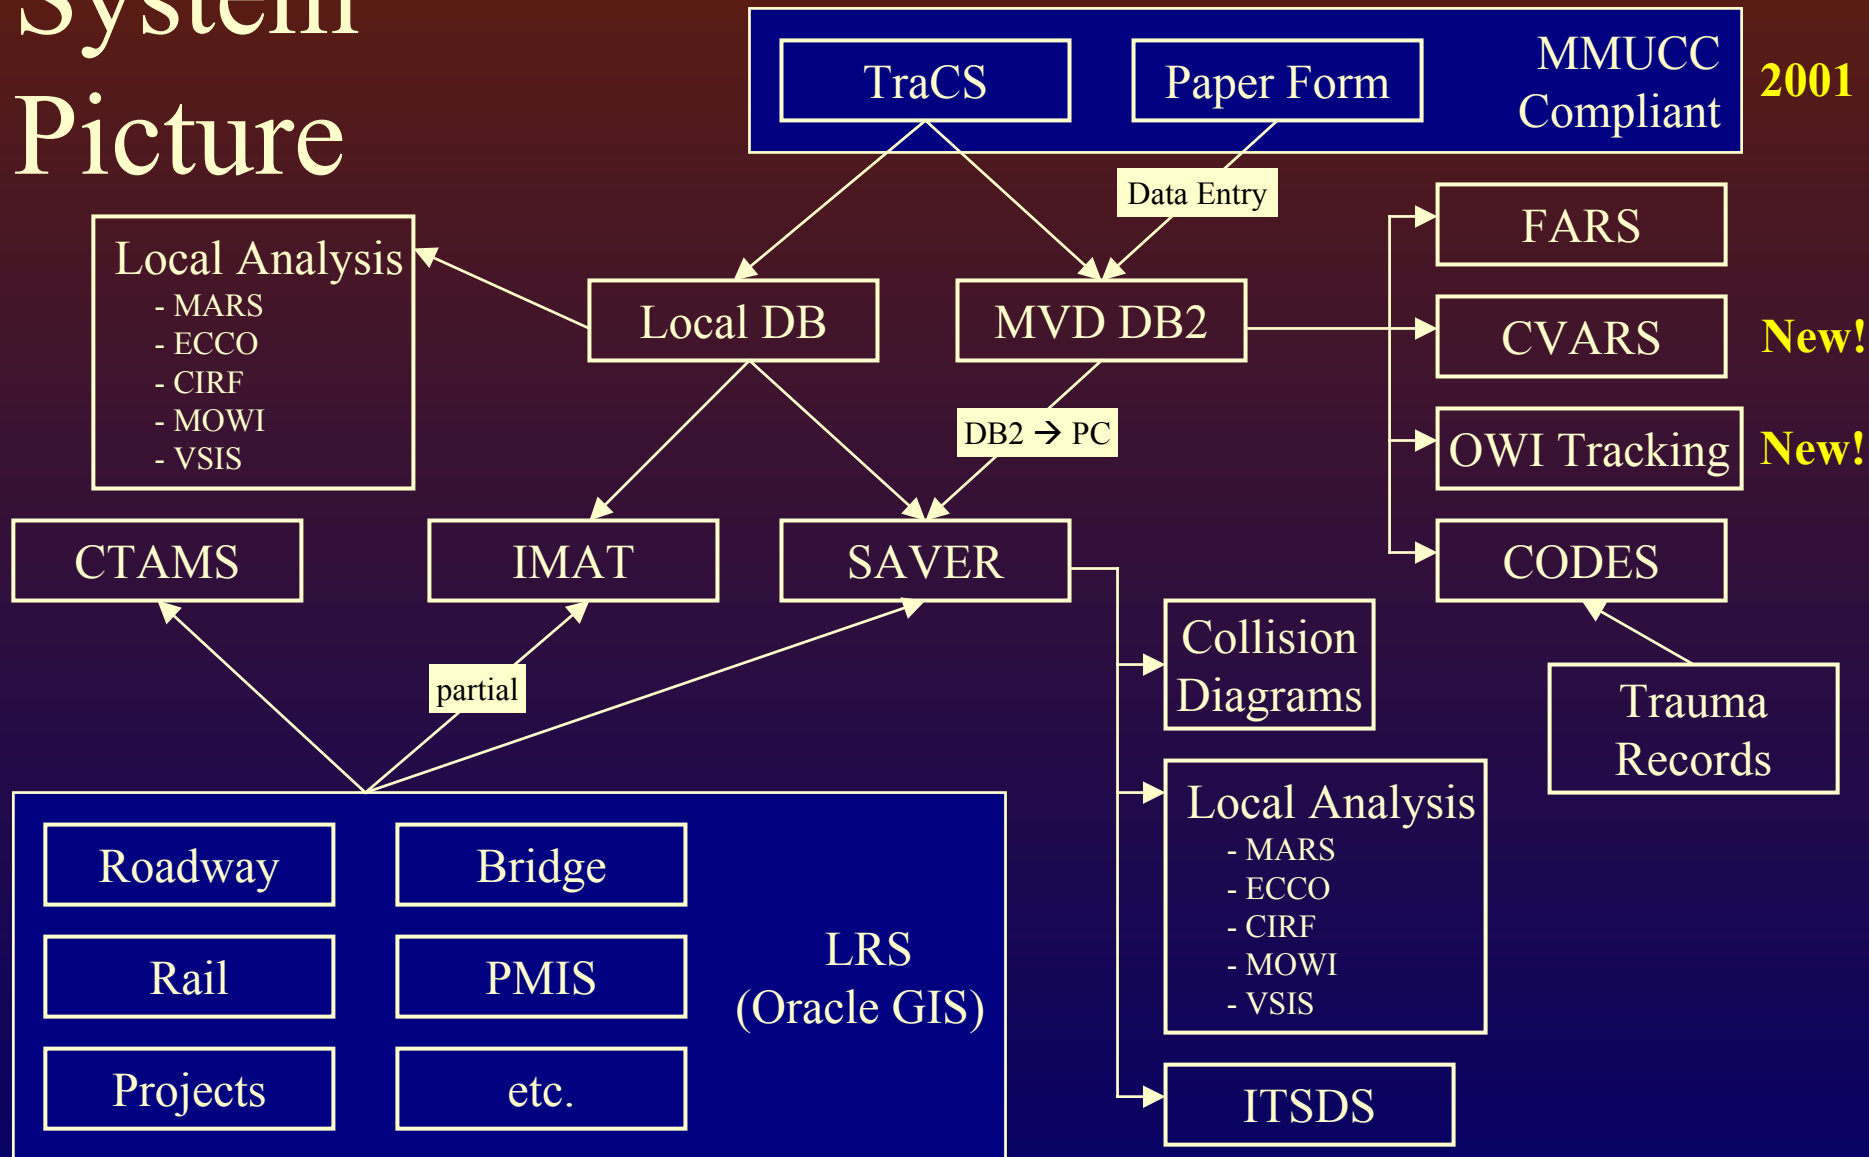 System
Picture
TraCS
Paper Form
MMUCC
Compliant
2001
Data Entry
Local Analysis
- MARS
- ECCO
- CIRF
- MOWI
- VSIS
Local DB
MVD DB2
FARS
CVARS
New!
OWI Tracking
New!
CODES
DB2 → PC
CTAMS
IMAT
SAVER
partial
Collision
Diagrams
Trauma
Records
Local Analysis
- MARS
- ECCO
- CIRF
- MOWI
- VSIS
ITSDS
Roadway
Bridge
Rail
PMIS
Projects
etc.
LRS
(Oracle GIS)